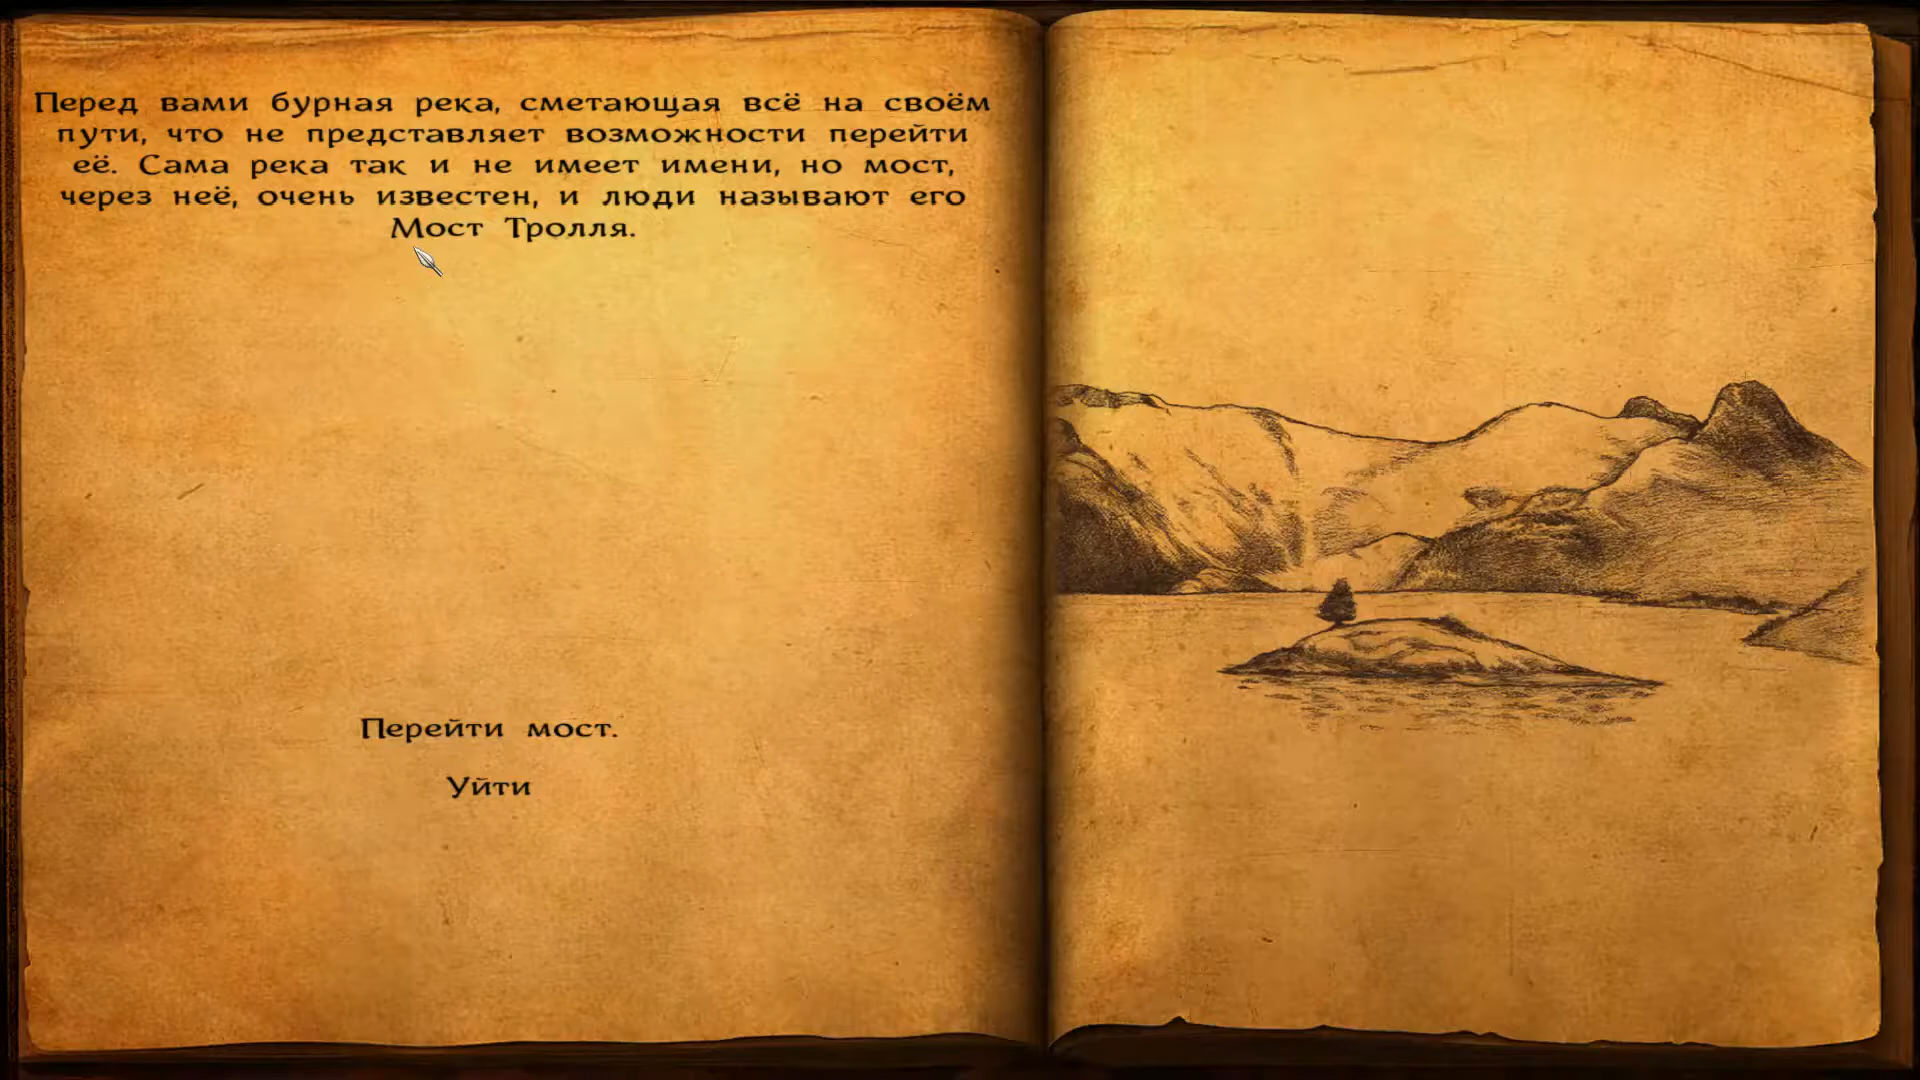 Перед вами бурная река, сметающая всё на своём
пути, что не представляет возможности перейти
её. Сама река так и не имеет имени, но мост,
через неё, очень известен, и люди называют его
Мост Тролля.
Перейти мост.
Уйти